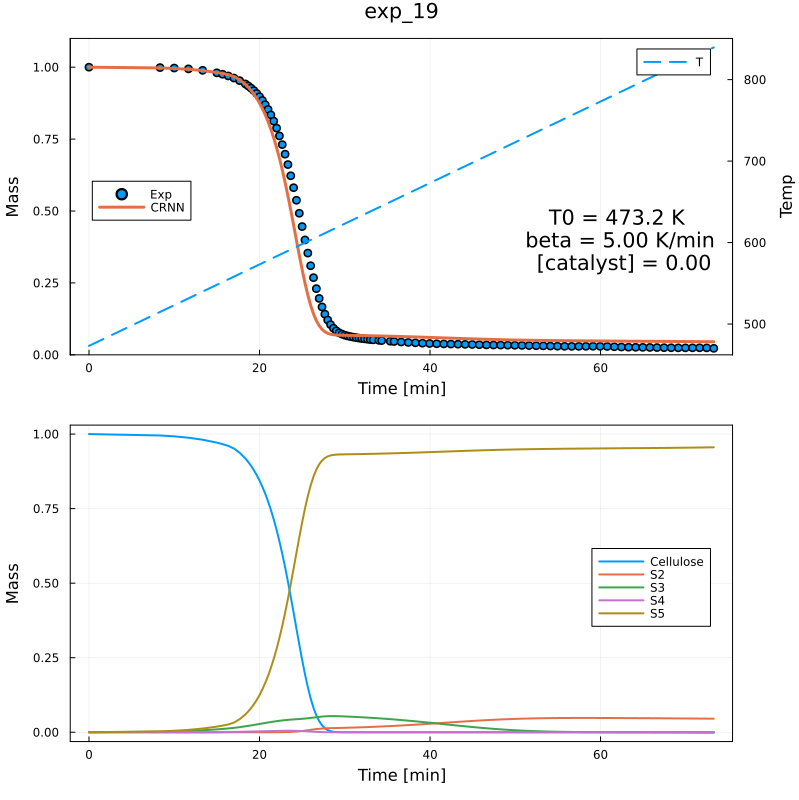 exp_19
Mass
1.00
0.75
0.50
0.25
0.00
0
20
40
60
Time [min]
800
700
600
500
Temp
T
Exp
CRNN
T0 = 473.2 K
beta = 5.00 K/min
[catalyst] = 0.00
Mass
1.00
0.75
0.50
0.25
0.00
0
20
40
60
Time [min]
Cellulose
S2
S3
S4
S5